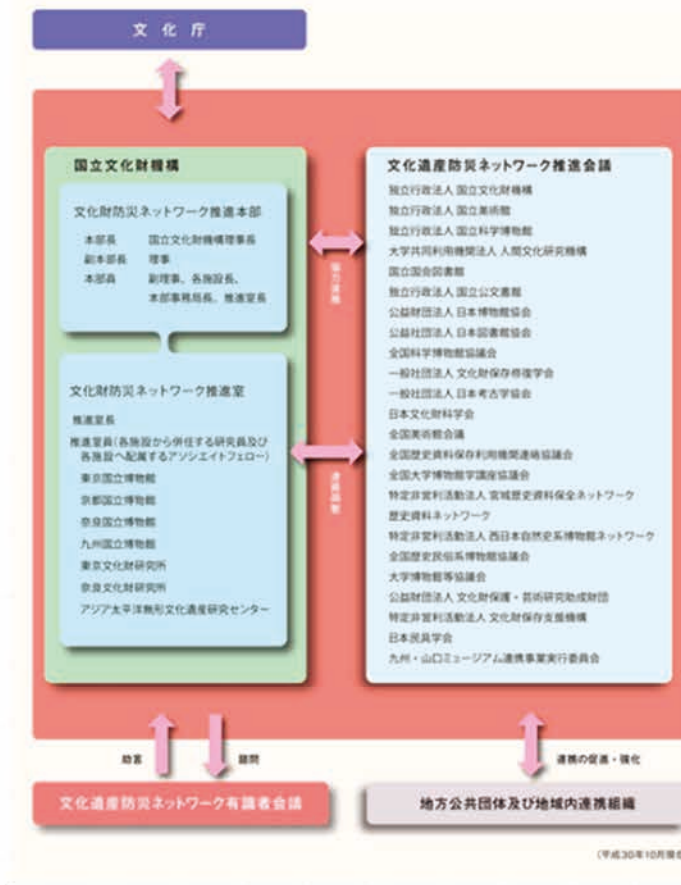 文化庁
国立文化財機構
文化財防災ネットワーク推進本部
本部長 国立文化財機構理事長
副本部長 理事
本部員 副理事、各施設長、
本部事務局長、推進室長
文化財防災ネットワーク推進室
推進室長
推進室員(各施設から併任する研究員及び
各施設へ配属するアソシエイトフェロー)
東京国立博物館
京都国立博物館
奈良国立博物館
九州国立博物館
東京文化財研究所
奈良文化財研究所
アジア太平洋無形文化遺産研究センター
協力連携
連絡調整
文化遺産防災ネットワーク推進会議
独立行政法人 国立文化財機構
独立行政法人 国立美術館
独立行政法人 国立科学博物館
大学共同利用機関法人 人間文化研究機構
国立国会図書館
独立行政法人 国立公文書館
公益財団法人 日本博物館協会
公益社団法人 日本図書館協会
全国科学博物館協議会
一般社団法人 文化財保存修復学会
一般社団法人 日本考古学協会
日本文化財科学会
全国美術館会議
全国歴史資料保存利用機関連絡協議会
全国大学博物館学講座協議会
特定非営利活動法人 宮城歴史資料保全ネットワーク
歴史資料ネットワーク
特定非営利活動法人 西日本自然史系博物館ネットワーク
全国歴史民俗系博物館協議会
大学博物館等協議会
公益財団法人 文化財保護・芸術研究助成財団
特定非営利活動法人 文化財保存支援機構
日本民具学会
九州・山口ミュージアム連携事業実行委員会
助言
諮問
連携の促進・強化
文化遺産防災ネットワーク有識者会議
地方公共団体及び地域内連携組織
(平成30年10月現在